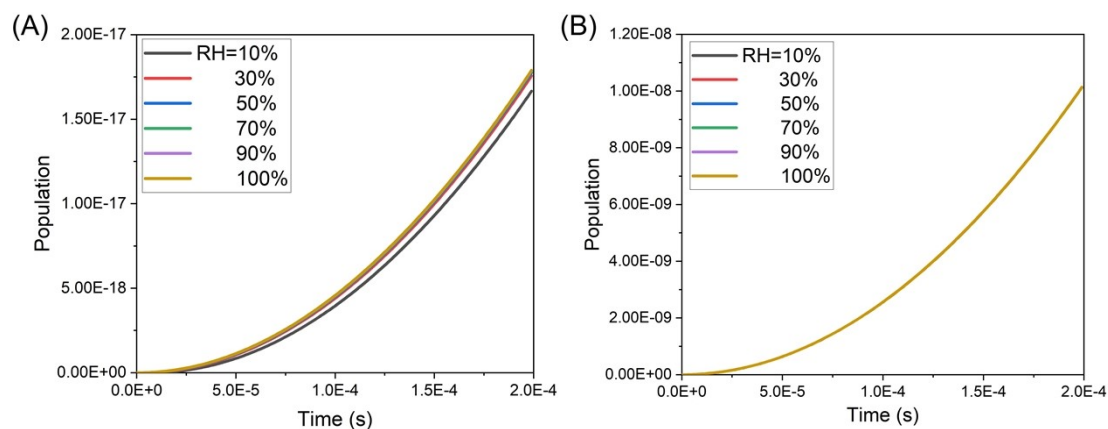 (A)
2.00E-17
1.50E-17
1.00E-17
5.00E-18
0.00E+00
Population
RH=10%
30%
50%
70%
90%
100%
0.0E+0
5.0E-5
1.0E-4
1.5E-4
2.0E-4
Time (s)
(B)
1.20E-08
1.00E-08
8.00E-09
6.00E-09
4.00E-09
2.00E-09
0.00E+00
Population
RH=10%
30%
50%
70%
90%
100%
0.0E+0
5.0E-5
1.0E-4
1.5E-4
2.0E-4
Time (s)